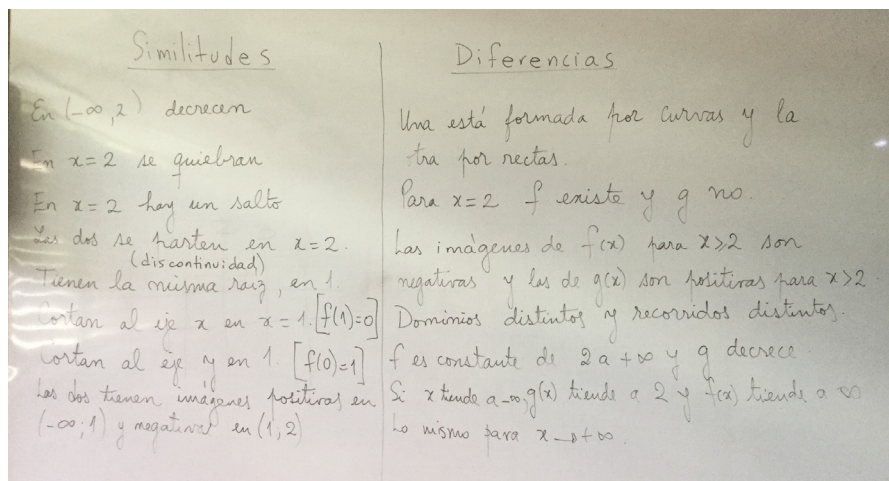 Similitudes
En (-∞, 2) decrecen
En x = 2 se quiebran
En x = 2 hay un salto
Las dos se parten en x = 2.
(discontinuidad)
Tienen la misma raiz, en 1.
Cortan al eje x en x = 1. [f(1)=0]
Cortan al eje y en 1. [f(0)=1]
Las dos tienen imágenes positivas en
(-∞; 1) y negativas en (1, 2)
Diferencias
Una está formada por curvas y la
otra por rectas.
Para x = 2 f existe y g no.
Las imágenes de f(x) para x⩾2 son
negativas y las de g(x) son positivas para x>2
Dominios distintos y recorridos distintos.
f es constante de 2 a +∞ y g decrece.
Si x tiende a -∞, g(x) tiende a 2 y f(x) tiende a ∞
Lo mismo para x → +∞.